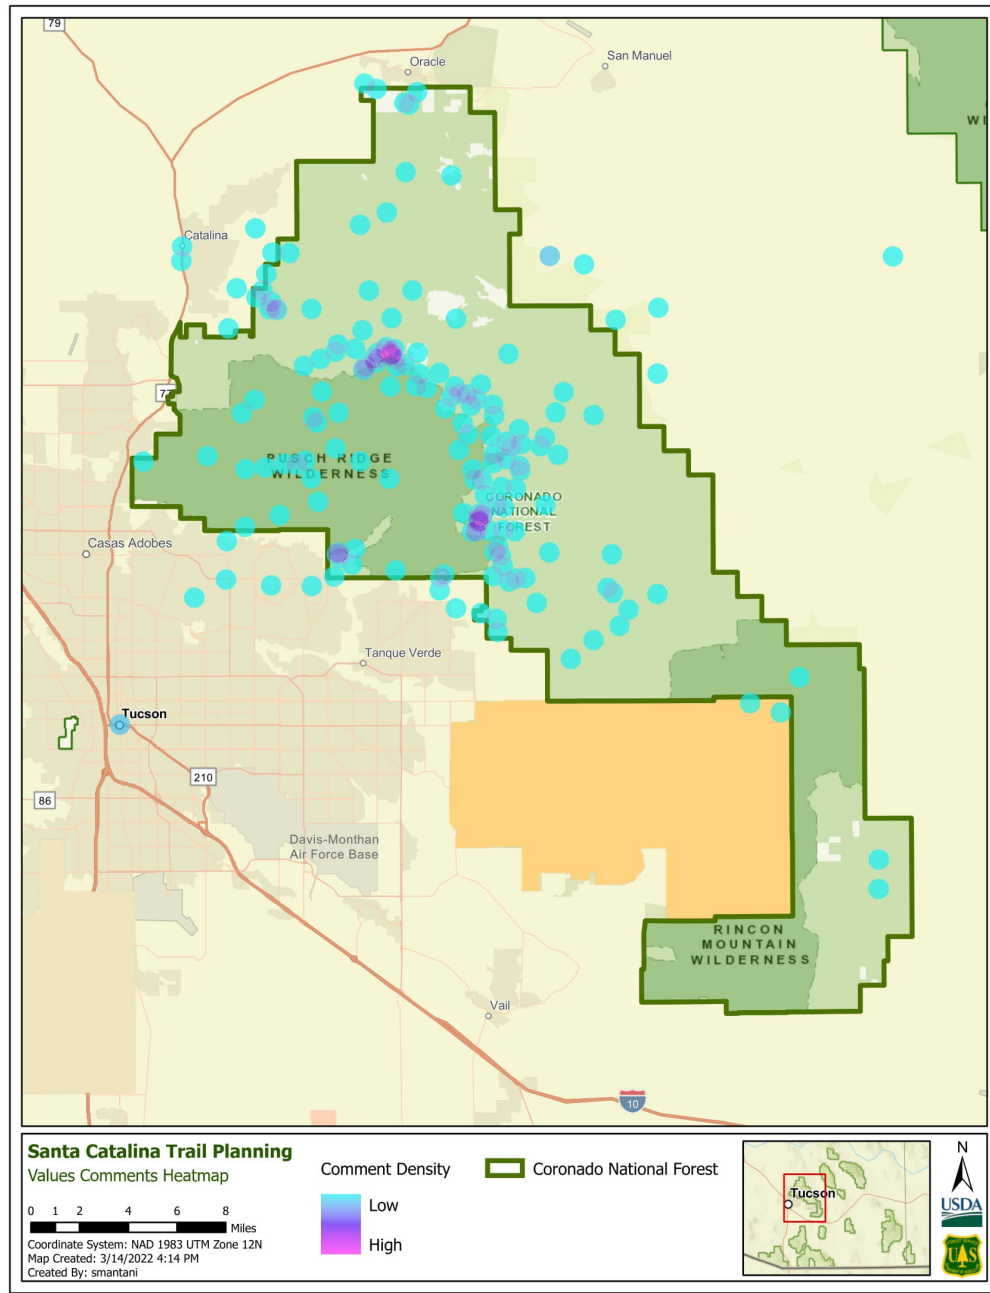 79
Oracle
San Manuel
WI
Catalina
77
PUSCH RIDGE
WILDERNESS
CORONADO
NATIONAL
FOREST
Casas Adobes
Tanque Verde
Tucson
210
86
Davis-Monthan
Air Force Base
RINCON
MOUNTAIN
WILDERNESS
Vail
10
Santa Catalina Trail Planning
Values Comments Heatmap
0 1 2 4 6 8
Miles
Coordinate System: NAD 1983 UTM Zone 12N
Map Created: 3/14/2022 4:14 PM
Created By: smantani
Comment Density
Low
High
Coronado National Forest
Tucson
N
USDA
UAS